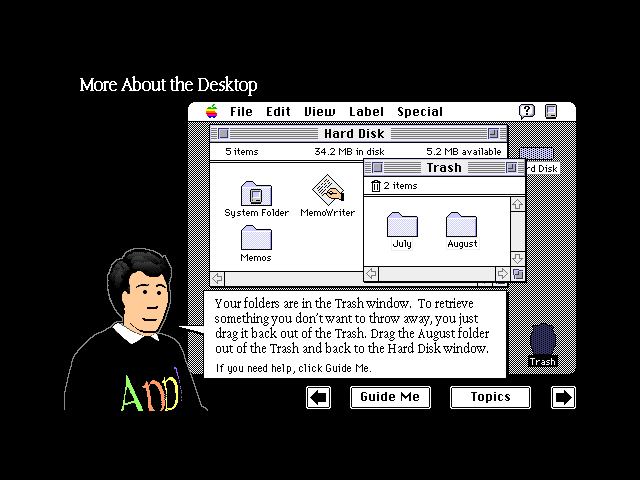 More About the Desktop
File Edit View Label Special
Hard Disk
5 items 34.2 MB in disk 5.2 MB available
rd Disk
Trash
2 items
System Folder MemoWriter
July August
Memos
Your folders are in the Trash window. To retrieve
something you don't want to throw away, you just
drag it back out of the Trash. Drag the August folder
out of the Trash and back to the Hard Disk window.
If you need help, click Guide Me.
Trash
App
Guide Me Topics